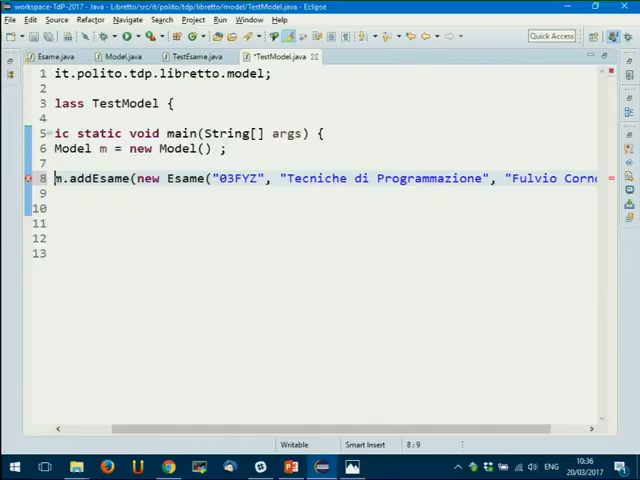 workspace-TdP-2017 - Java - Libretto/src/it/polito/tdp/libretto/model/TestModel.java - Eclipse
File Edit Source Refactor Navigate Search Project Run Window Help
Quick Access
Esame.java Model.java TestEsame.java *TestModel.java
1 it.polito.tdp.libretto.model;
2
3 lass TestModel {
4
5 ic static void main(String[] args) {
6 Model m = new Model() ;
7
8 m.addEsame(new Esame("03FYZ", "Tecniche di Programmazione", "Fulvio Corno
9
10
11
12
13
Writable Smart Insert 8:9
ENG 10:36
20/03/2017